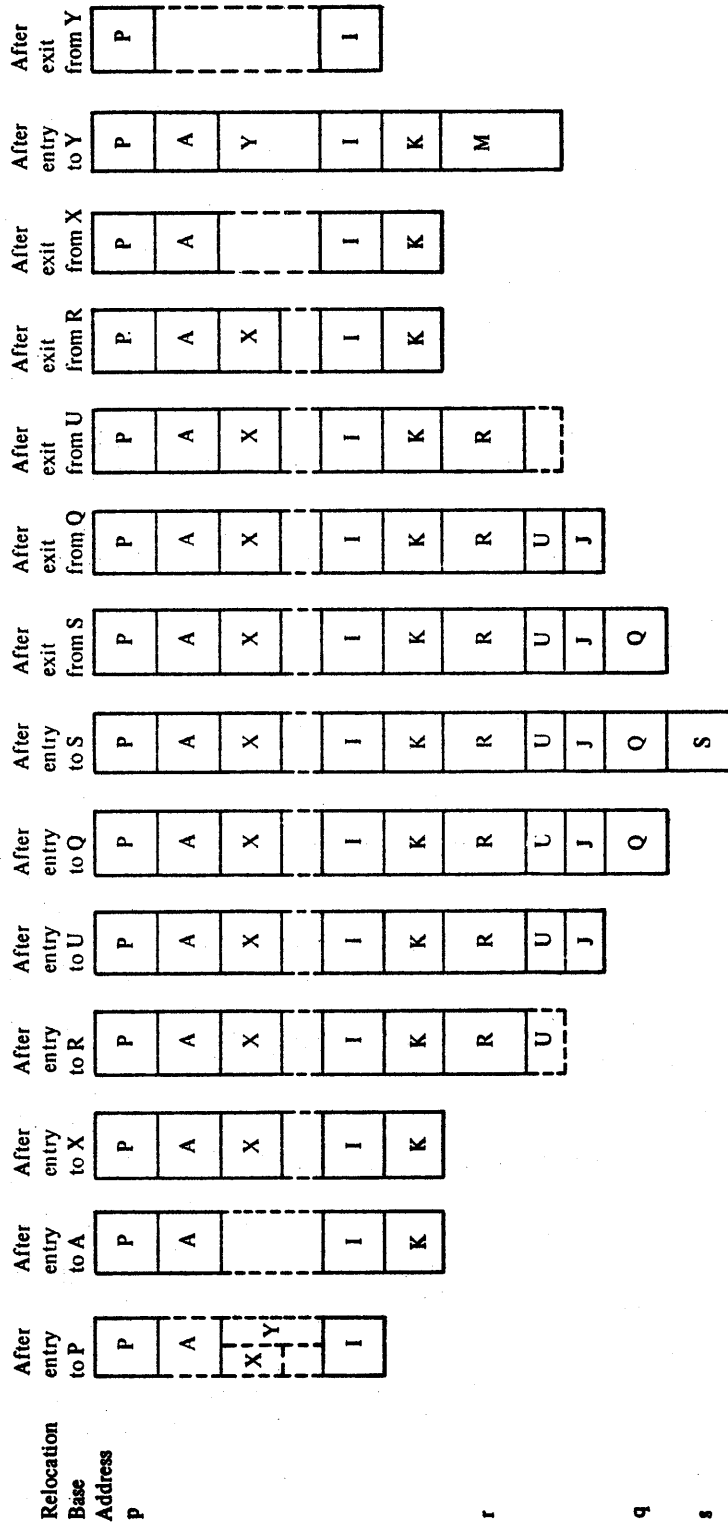 Relocation
Base
Address
p
r
q
s
After
entry
to P
P
A
X
Y
I
After
entry
to A
P
A
I
K
After
entry
to X
P
A
X
I
K
After
entry
to R
P
A
X
I
K
R
U
After
entry
to U
P
A
X
I
K
R
U
J
After
entry
to Q
P
A
X
I
K
R
U
J
Q
After
entry
to S
P
A
X
I
K
R
U
J
Q
S
After
exit
from S
P
A
X
I
K
R
U
J
Q
After
exit
from Q
P
A
X
I
K
R
U
J
After
exit
from U
P
A
X
I
K
R
After
exit
from R
P.
A
X
I
K
After
exit
from X
P
A
I
K
After
entry
to Y
P
A
Y
I
K
M
After
exit
from Y
P
I